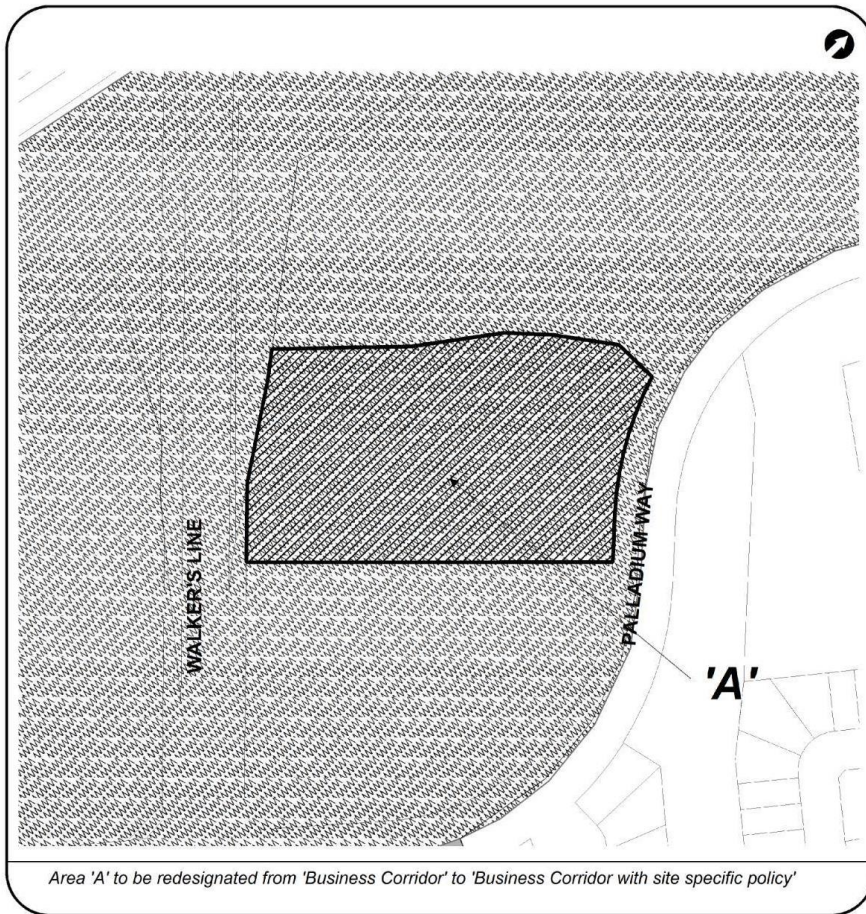 WALKER'S LINE
PALLADIUM WAY
'A'
Area 'A' to be redesignated from 'Business Corridor' to 'Business Corridor with site specific policy'